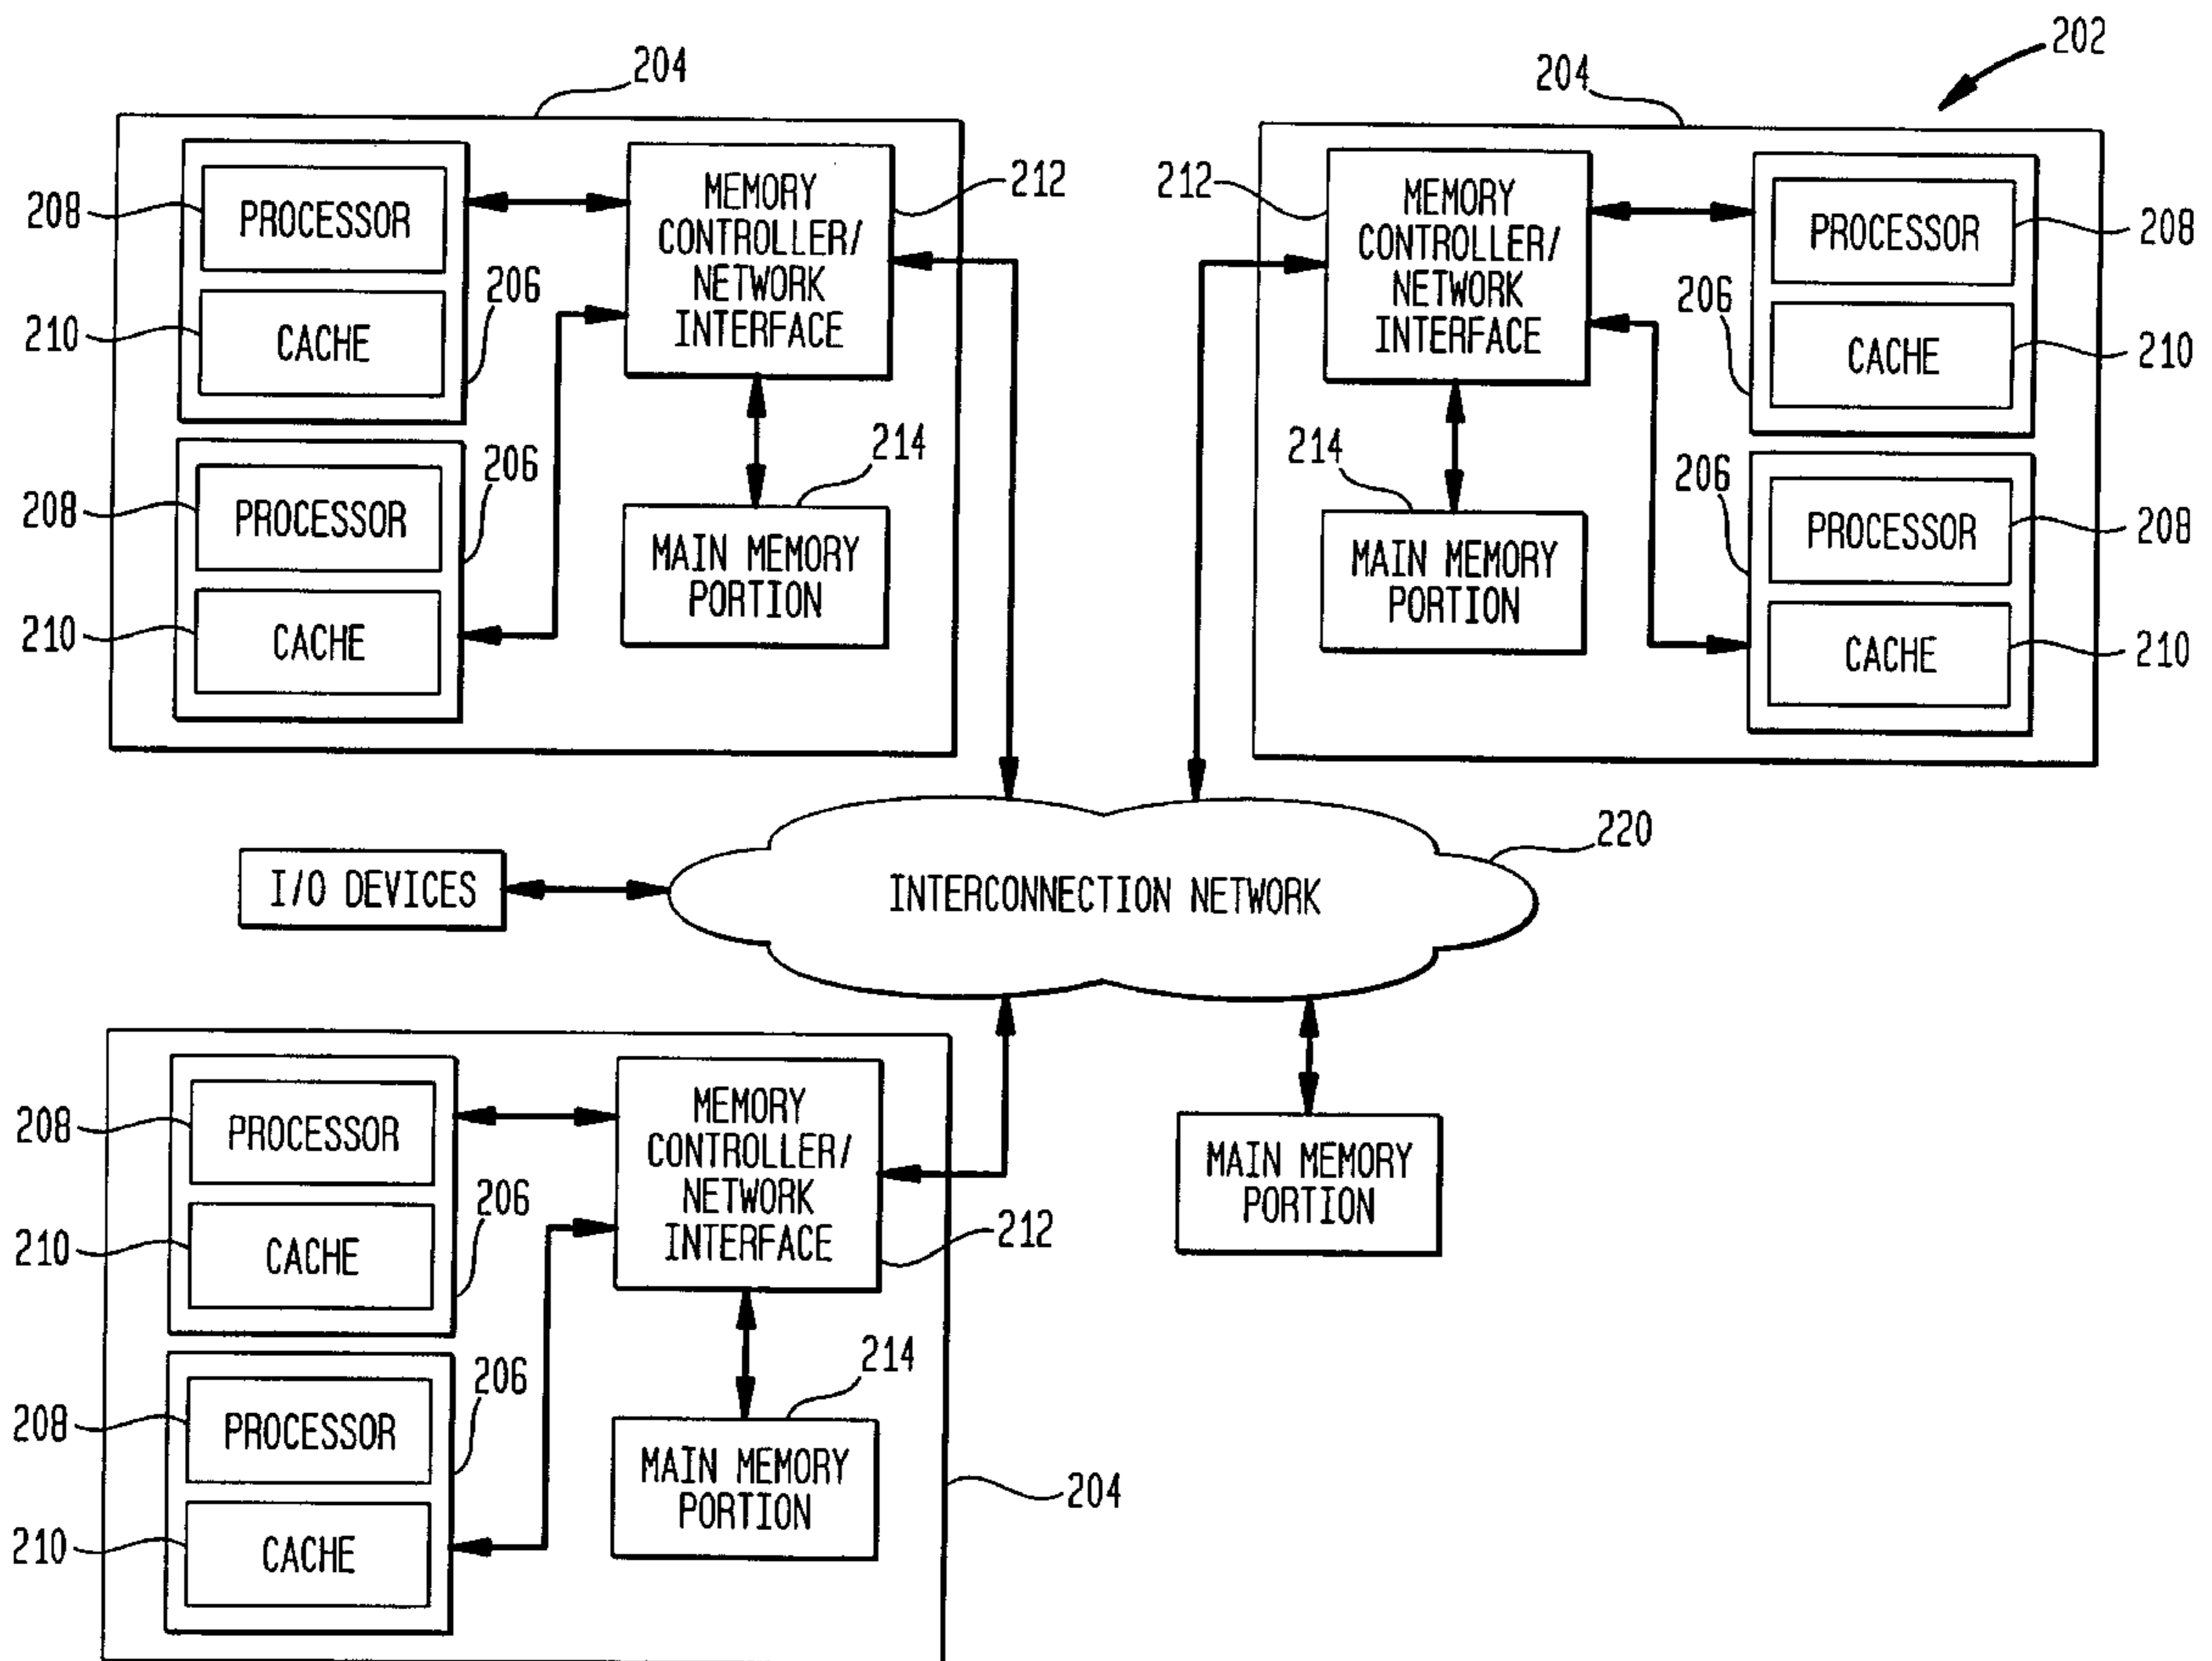 202
204
204
208
PROCESSOR
210
CACHE
206
MEMORY
CONTROLLER/
NETWORK
INTERFACE
212
208
PROCESSOR
210
CACHE
206
214
MAIN MEMORY
PORTION
212
MEMORY
CONTROLLER/
NETWORK
INTERFACE
206
PROCESSOR
208
CACHE
210
214
MAIN MEMORY
PORTION
206
PROCESSOR
208
CACHE
210
I/O DEVICES
INTERCONNECTION NETWORK
220
208
PROCESSOR
210
CACHE
206
MEMORY
CONTROLLER/
NETWORK
INTERFACE
212
MAIN MEMORY
PORTION
208
PROCESSOR
210
CACHE
206
214
MAIN MEMORY
PORTION
204